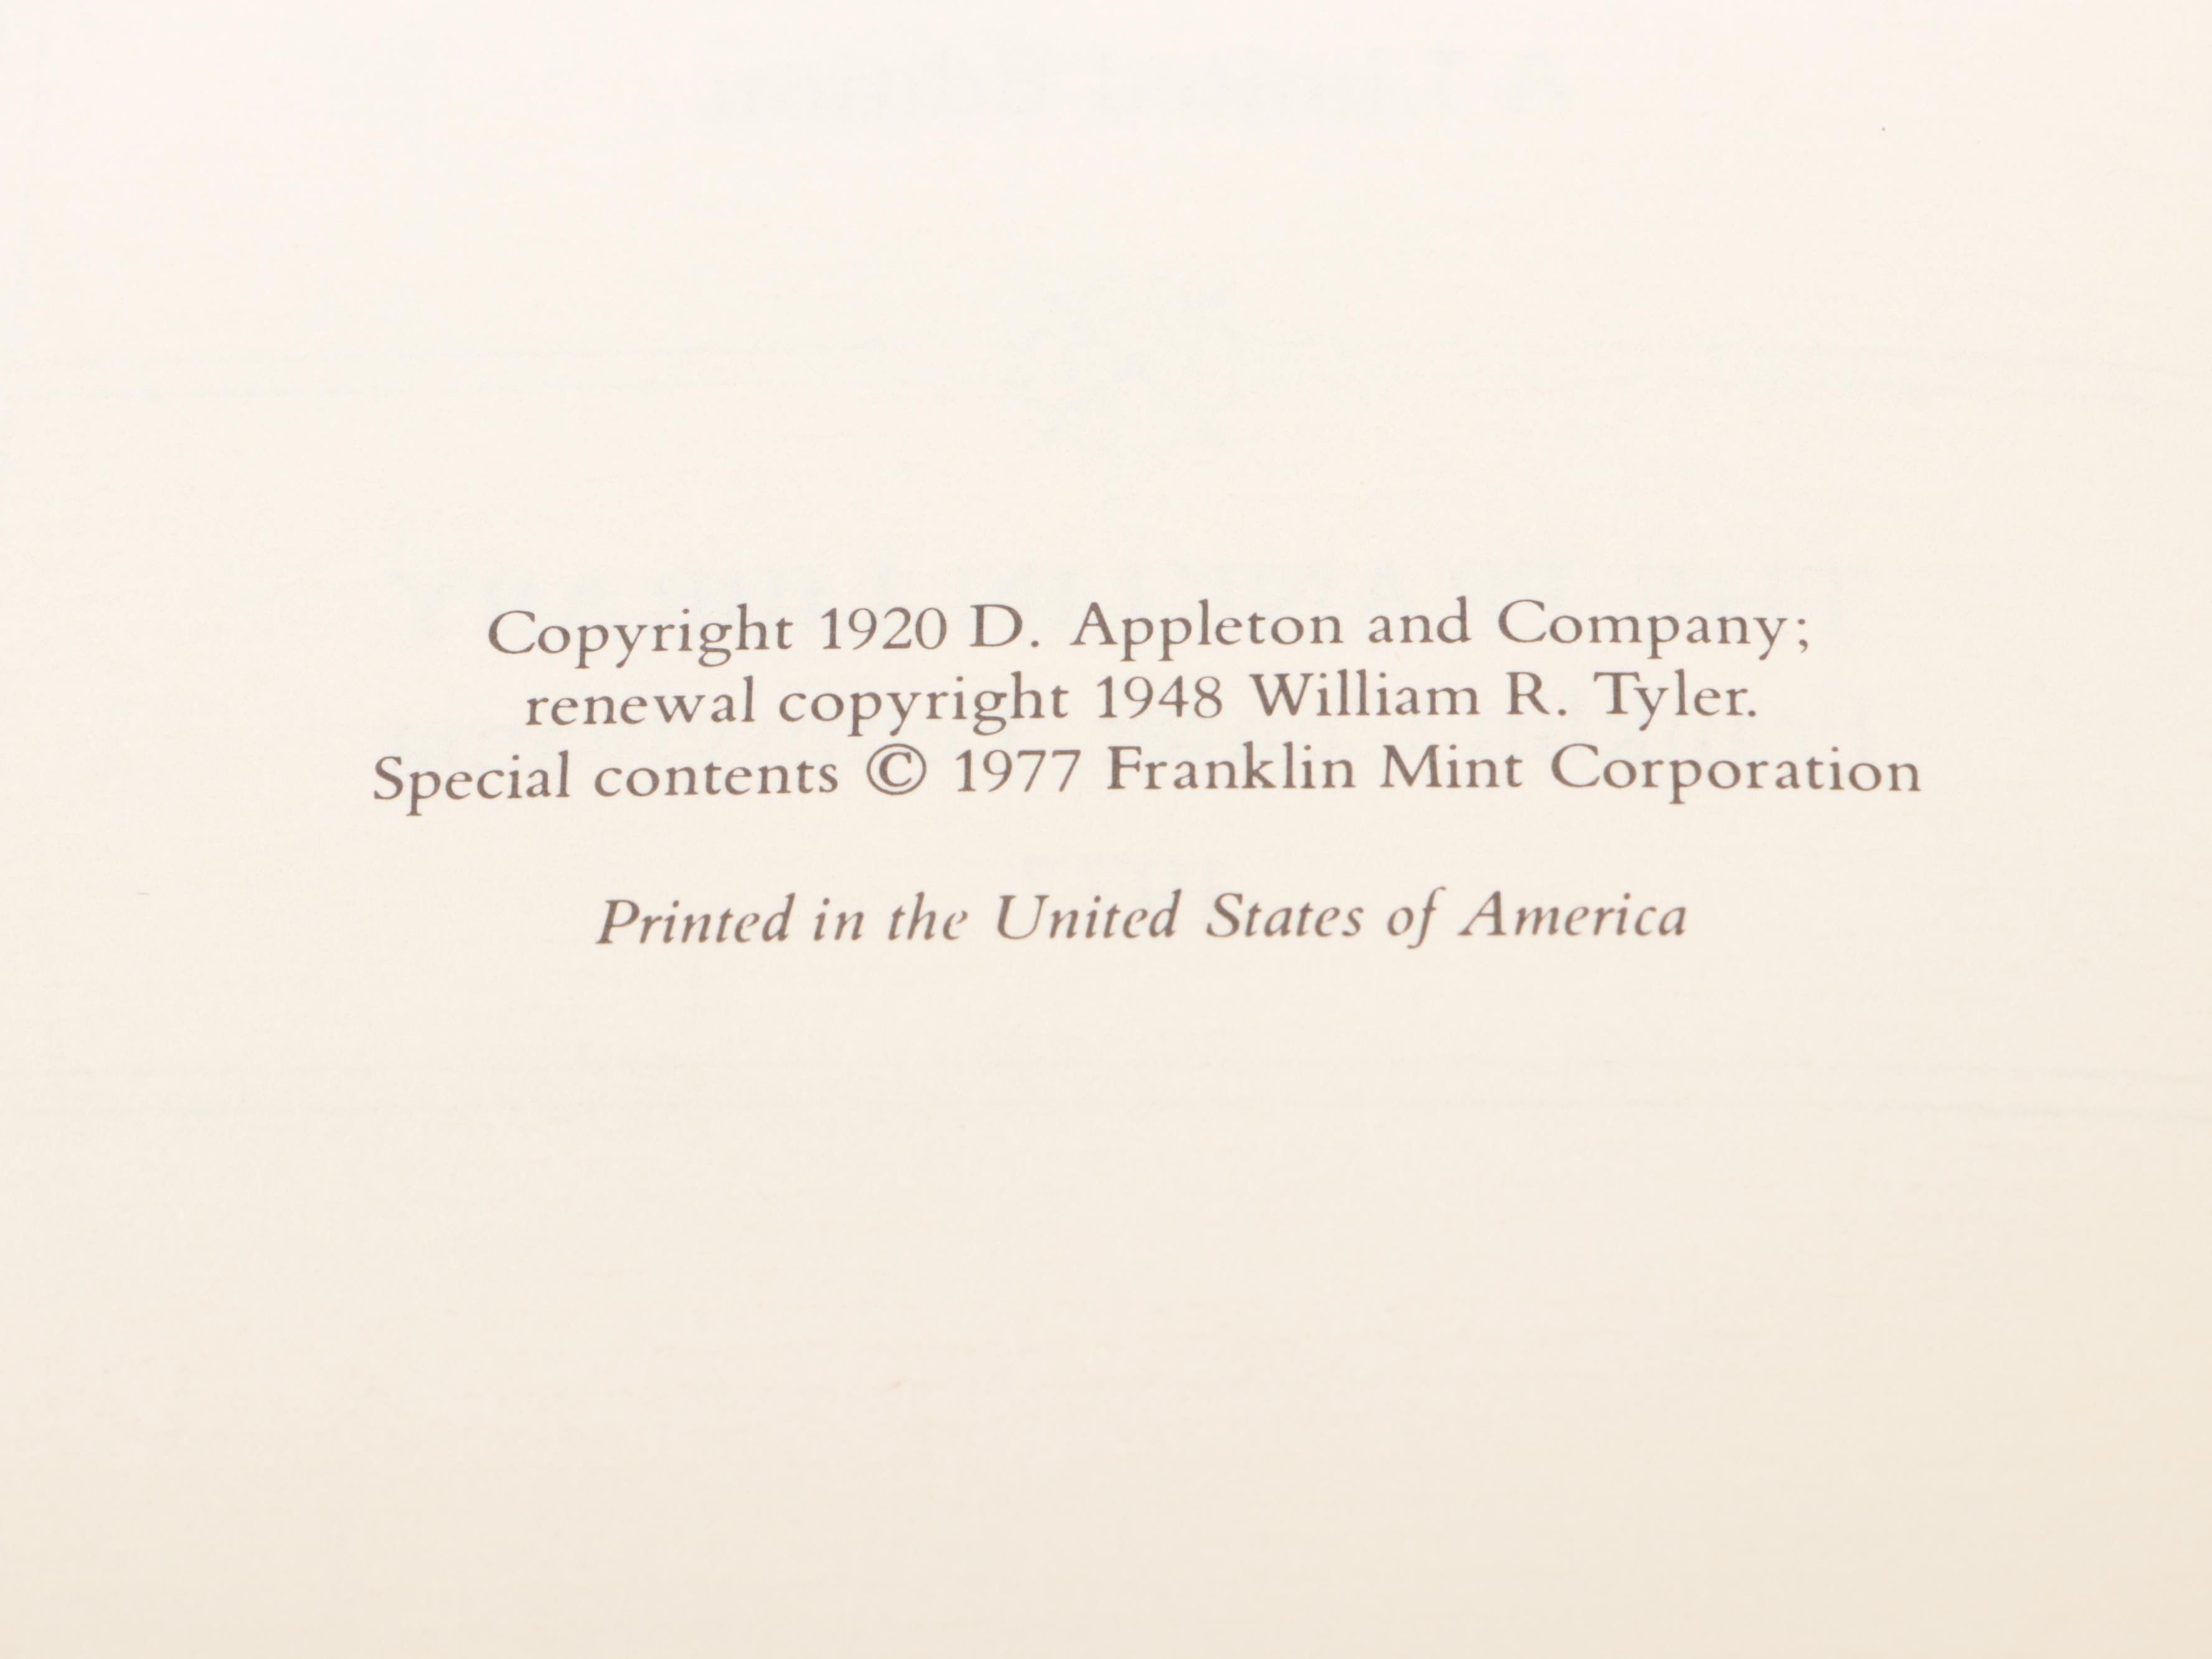 Copyright 1920 D. Appleton and Company;
renewal copyright 1948 William R. Tyler.
Special contents © 1977 Franklin Mint Corporation
Printed in the United States of America